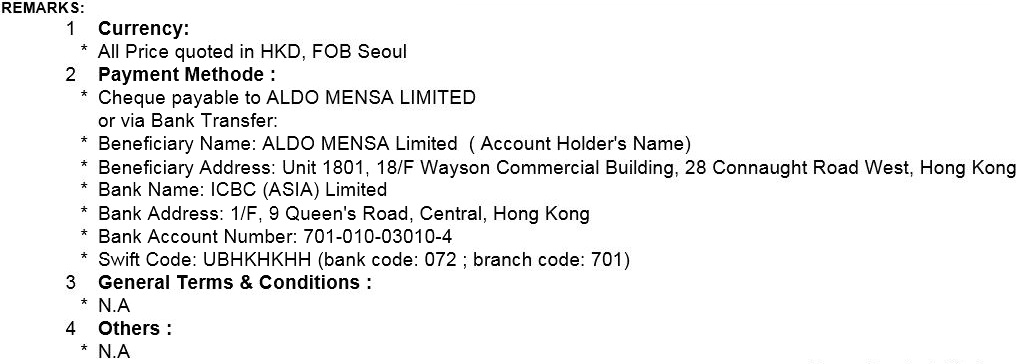 REMARKS:
1 Currency:
* All Price quoted in HKD, FOB Seoul
2 Payment Methode :
* Cheque payable to ALDO MENSA LIMITED
or via Bank Transfer:
* Beneficiary Name: ALDO MENSA Limited ( Account Holder's Name)
* Beneficiary Address: Unit 1801, 18/F Wayson Commercial Building, 28 Connaught Road West, Hong Kong
* Bank Name: ICBC (ASIA) Limited
* Bank Address: 1/F, 9 Queen's Road, Central, Hong Kong
* Bank Account Number: 701-010-03010-4
* Swift Code: UBHKHKHH (bank code: 072 ; branch code: 701)
3 General Terms & Conditions :
* N.A
4 Others :
* N.A